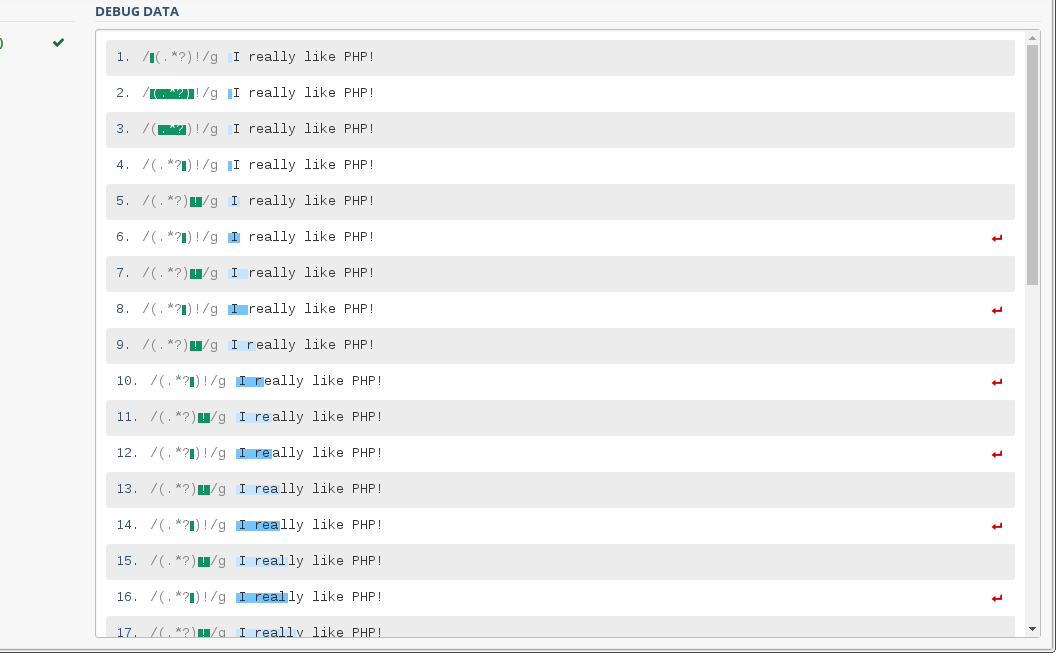 DEBUG DATA
)
1. /(.*?)!/g I really like PHP!
2. /(.*?)!/g I really like PHP!
3. /(.*?)!/g I really like PHP!
4. /(.*?)!/g I really like PHP!
5. /(.*?)!/g I really like PHP!
6. /(.*?)!/g I really like PHP!
7. /(.*?)!/g I really like PHP!
8. /(.*?)!/g I really like PHP!
9. /(.*?)!/g I really like PHP!
10. /(.*?)!/g I really like PHP!
11. /(.*?)!/g I really like PHP!
12. /(.*?)!/g I really like PHP!
13. /(.*?)!/g I really like PHP!
14. /(.*?)!/g I really like PHP!
15. /(.*?)!/g I really like PHP!
16. /(.*?)!/g I really like PHP!
17. /(.*?)!/g I really like PHP!